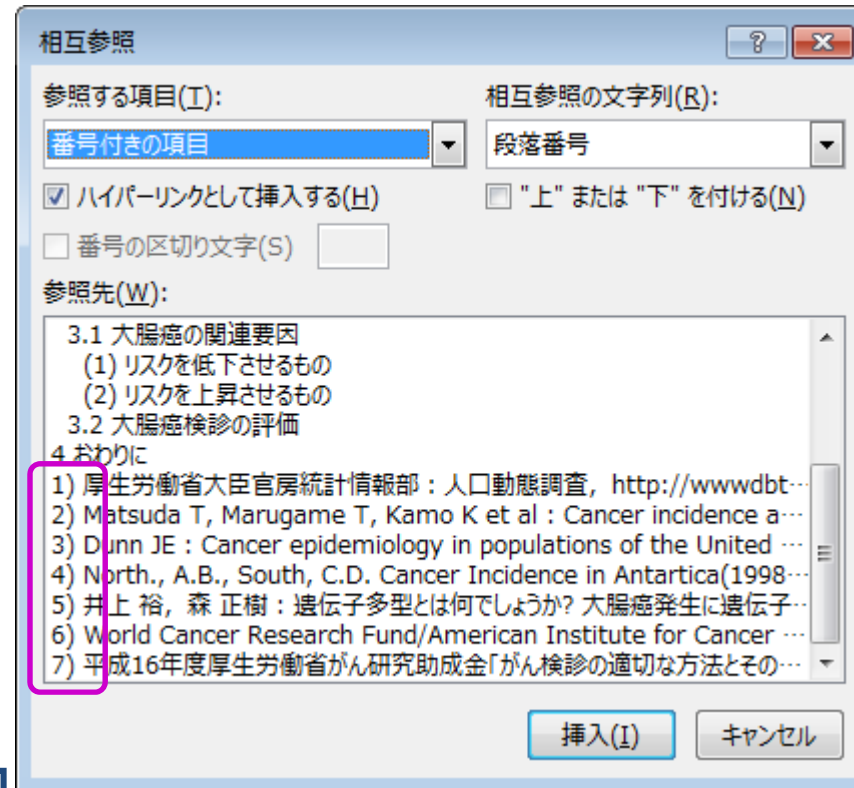 相互参照
参照する項目(T): 相互参照の文字列(R):
番号付きの項目 段落番号
ハイパーリンクとして挿入する(H) "上" または "下" を付ける(N)
番号の区切り文字(S)
参照先(W):
3.1 大腸癌の関連要因
(1) リスクを低下させるもの
(2) リスクを上昇させるもの
3.2 大腸癌検診の評価
4 おわりに
1) 厚生労働省大臣官房統計情報部：人口動態調査，http://wwwdbt…
2) Matsuda T, Marugame T, Kamo K et al : Cancer incidence a…
3) Dunn JE : Cancer epidemiology in populations of the United …
4) North., A.B., South, C.D. Cancer Incidence in Antartica(1998…
5) 井上 裕，森 正樹：遺伝子多型とは何でしょうか? 大腸癌発生に遺伝子…
6) World Cancer Research Fund/American Institute for Cancer …
7) 平成16年度厚生労働省がん研究助成金「がん検診の適切な方法とその…
挿入(I) キャンセル